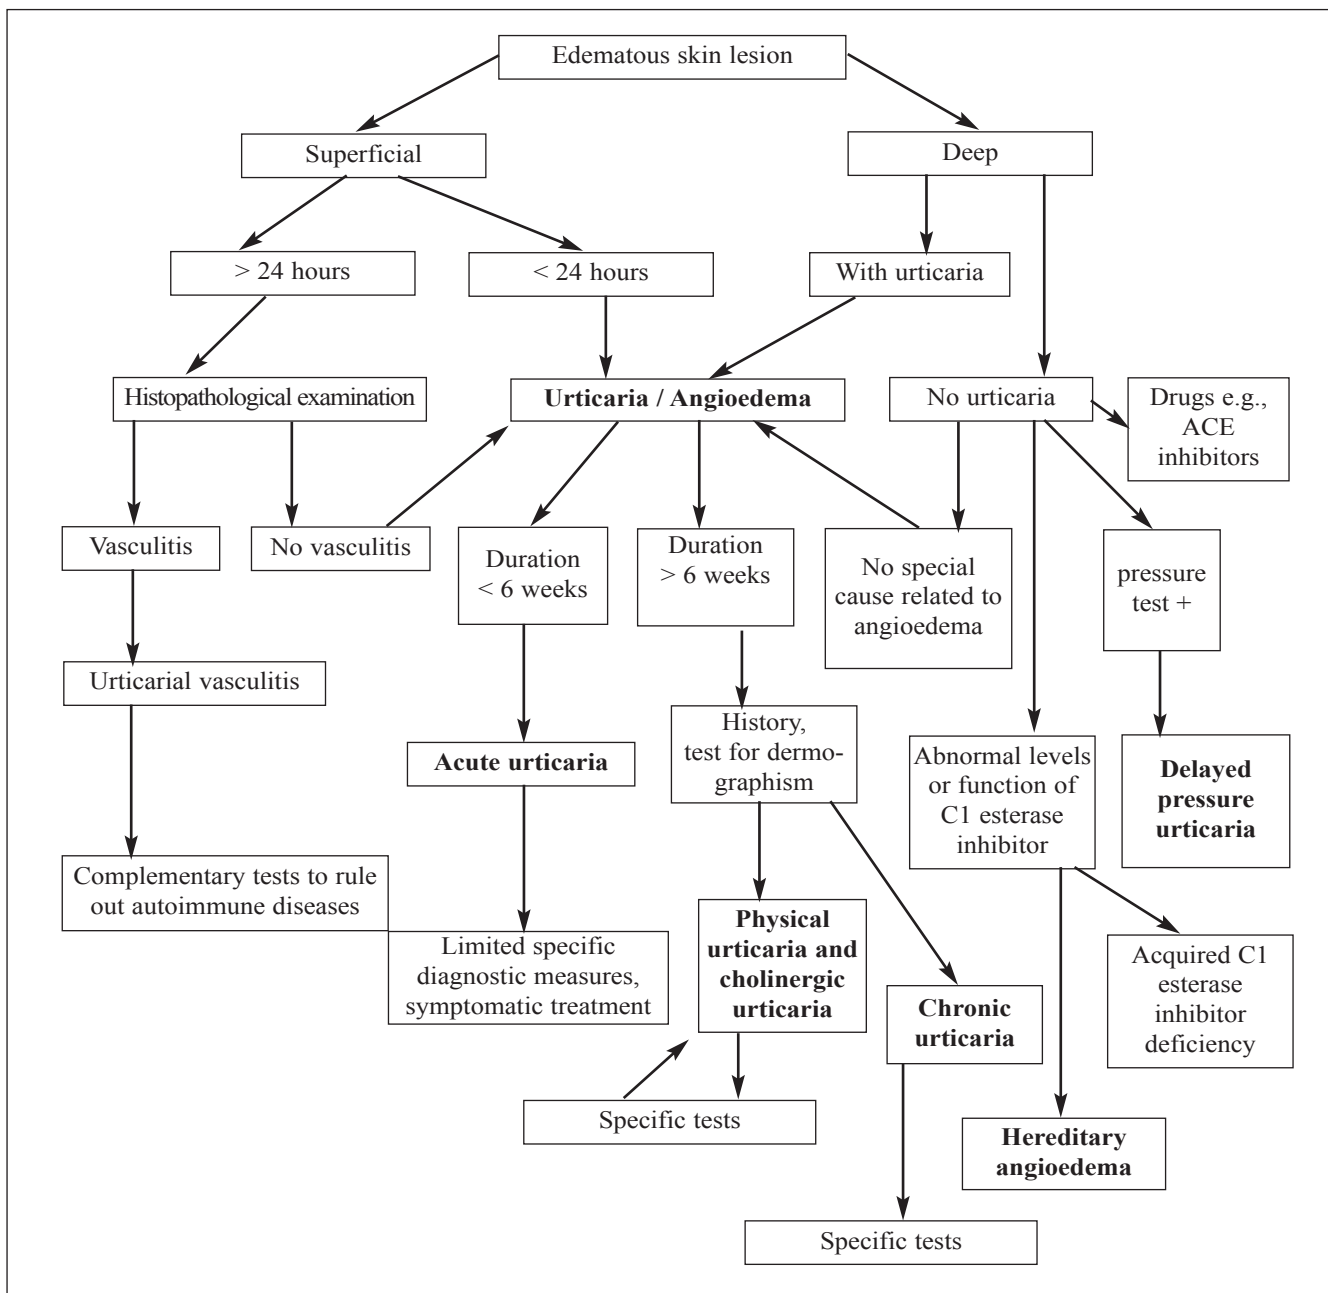 Edematous skin lesion
Superficial
Deep
> 24 hours
< 24 hours
With urticaria
Histopathological examination
Urticaria / Angioedema
No urticaria
Drugs e.g.,
ACE
inhibitors
Vasculitis
No vasculitis
Duration
< 6 weeks
Duration
> 6 weeks
No special
cause related to
angioedema
pressure
test +
Urticarial vasculitis
Acute urticaria
History,
test for dermo-
graphism
Abnormal levels
or function of
C1 esterase
inhibitor
Delayed
pressure
urticaria
Complementary tests to rule
out autoimmune diseases
Limited specific
diagnostic measures,
symptomatic treatment
Physical
urticaria and
cholinergic
urticaria
Chronic
urticaria
Acquired C1
esterase
inhibitor
deficiency
Specific tests
Hereditary
angioedema
Specific tests